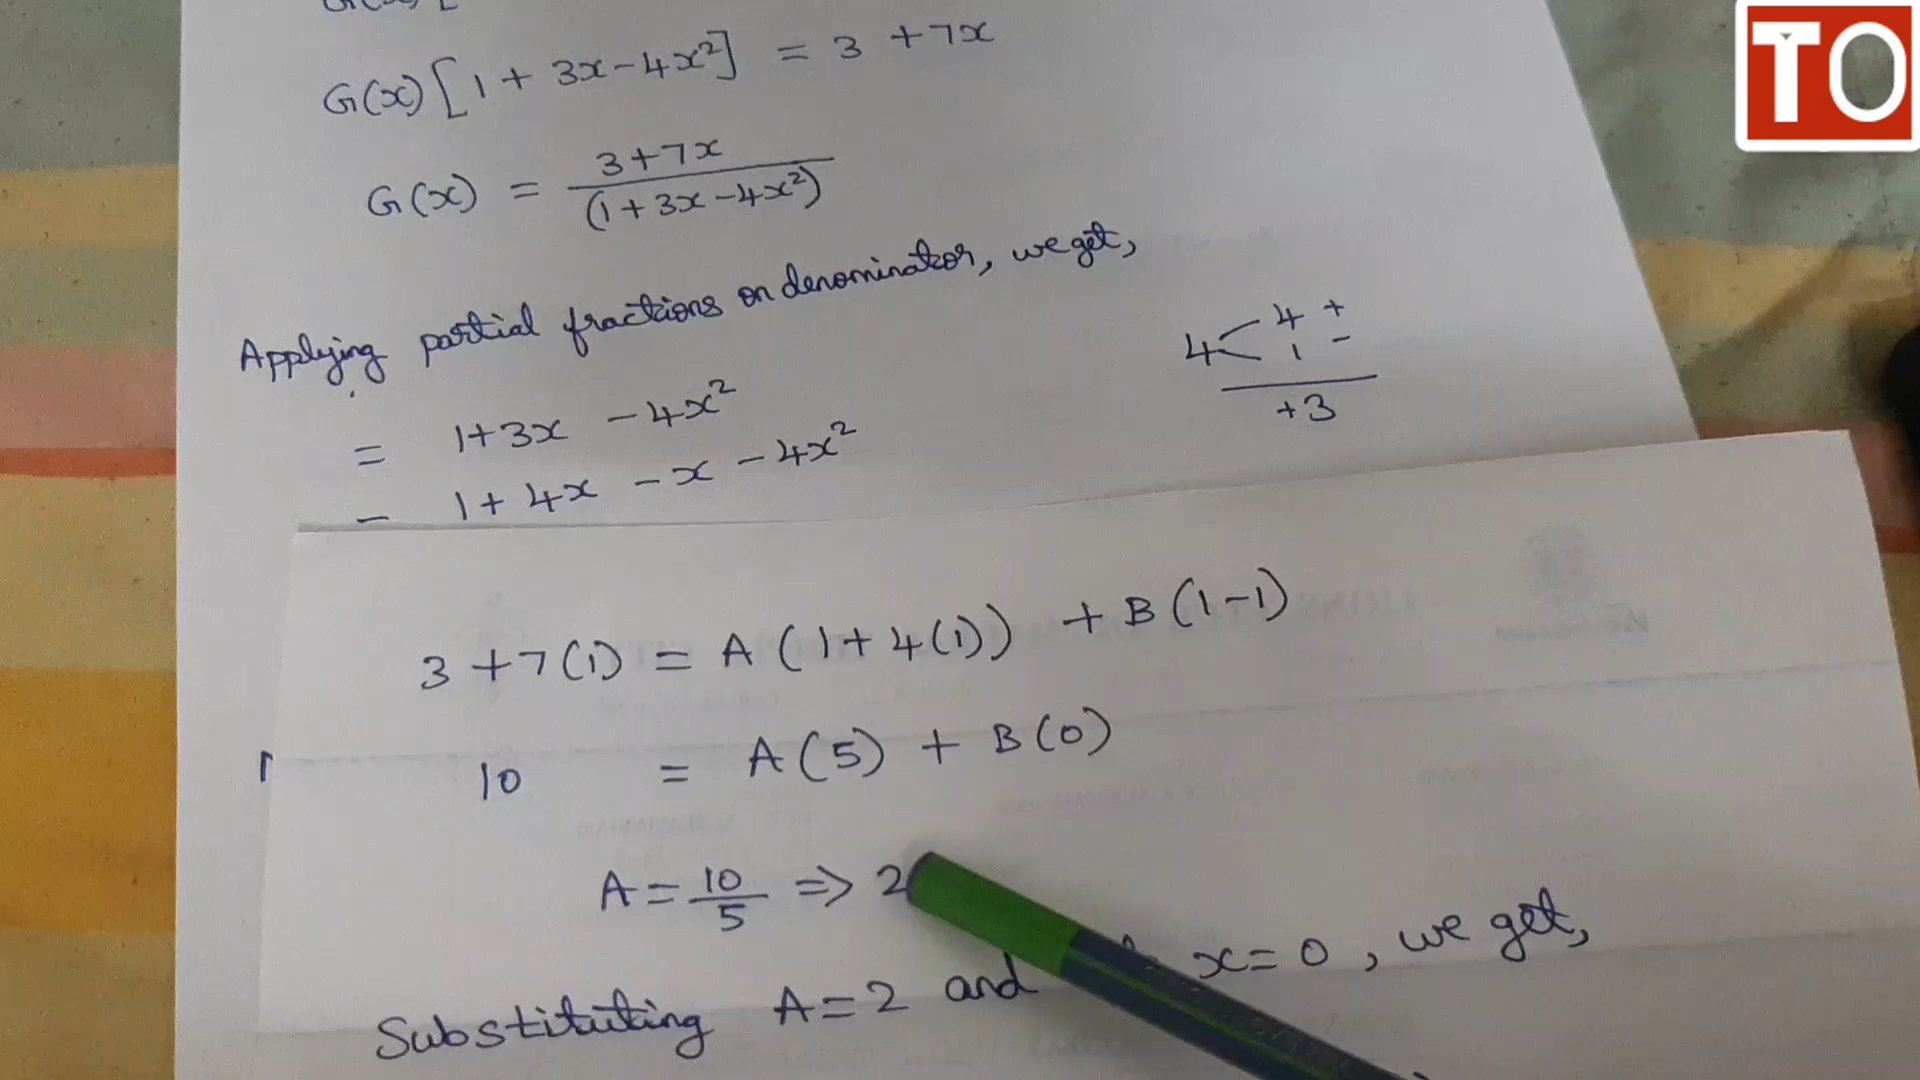 TO
G(x) [1 + 3x - 4x²] = 3 + 7x
G(x) = 3+7x / (1+3x-4x²)
Applying partial fractions on denominator, we get,
= 1+3x - 4x²
4 < 4 +
1 -
+3
= 1+ 4x - x - 4x²
3 + 7(1) = A (1+ 4(1)) + B (1-1)
10 = A (5) + B (0)
A = 10/5 => 2
Substituting A = 2 and x = 0, we get,